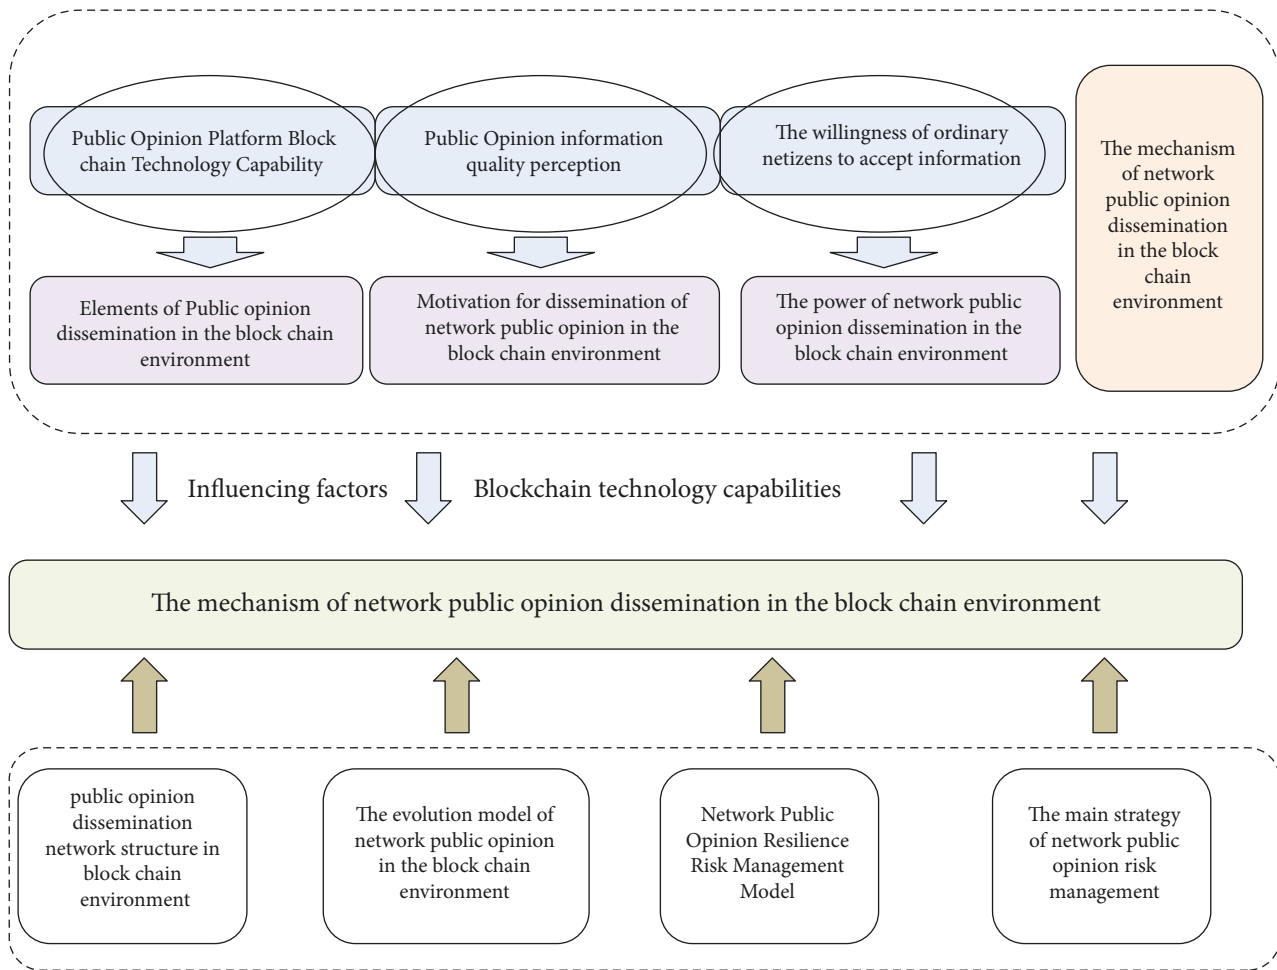 Public Opinion Platform Block
chain Technology Capability
Public Opinion information
quality perception
The willingness of ordinary
netizens to accept information
The mechanism
of network
public opinion
dissemination
in the block
chain
environment
Elements of Public opinion
dissemination in the block chain
environment
Motivation for dissemination of
network public opinion in the
block chain environment
The power of network public
opinion dissemination in the
block chain environment
Influencing factors
Blockchain technology capabilities
The mechanism of network public opinion dissemination in the block chain environment
public opinion
dissemination
network structure in
block chain
environment
The evolution model of
network public opinion
in the block chain
environment
Network Public
Opinion Resilience
Risk Management
Model
The main strategy
of network public
opinion risk
management